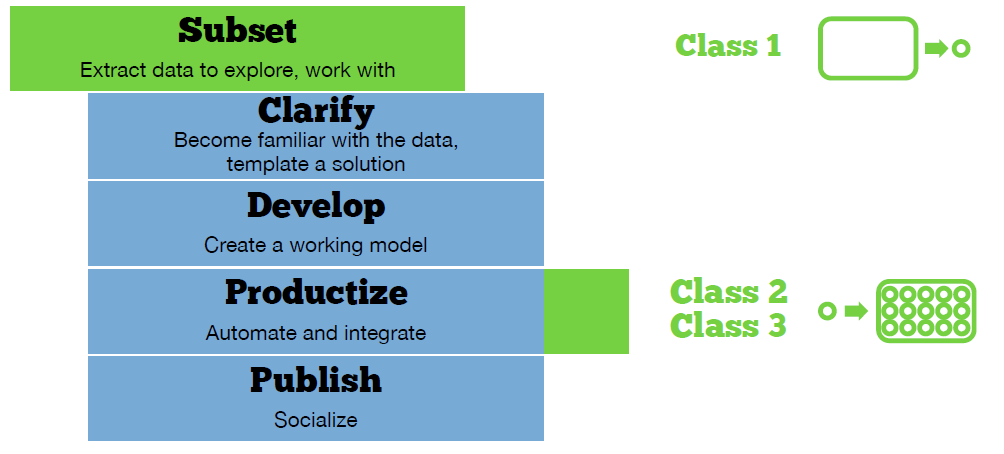 Subset
Extract data to explore, work with
Class 1
Clarify
Become familiar with the data,
template a solution
Develop
Create a working model
Productize
Automate and integrate
Class 2
Class 3
Publish
Socialize